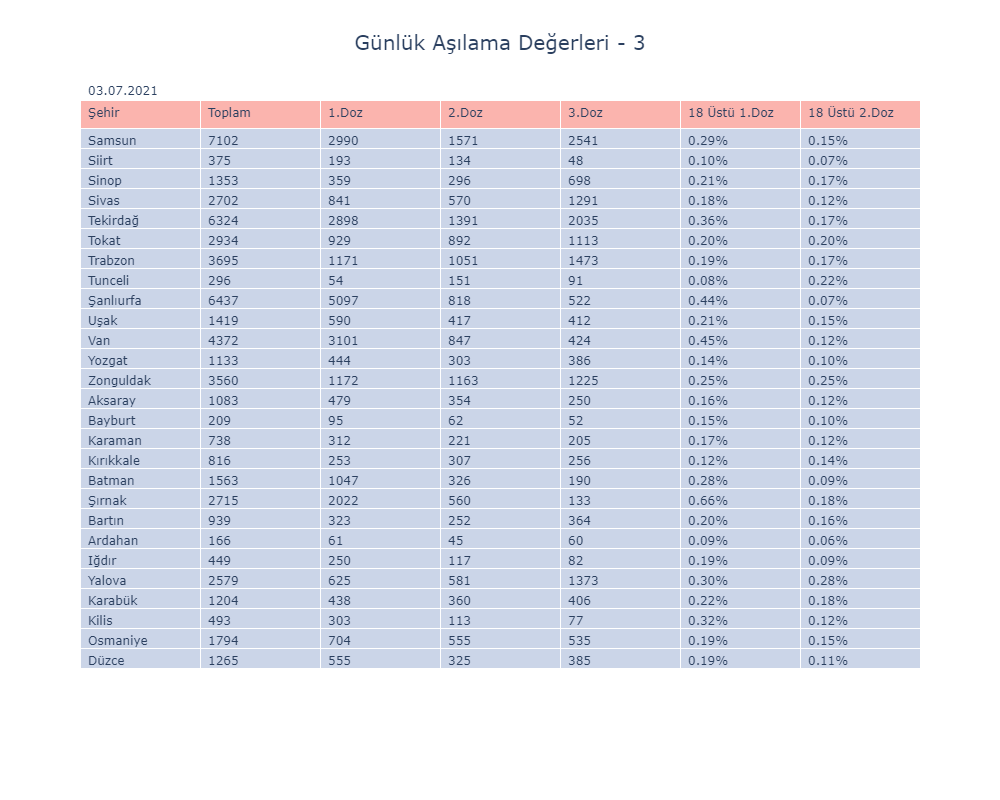 Günlük Aşılama Değerleri - 3
03.07.2021
Şehir Toplam 1.Doz 2.Doz 3.Doz 18 Üstü 1.Doz 18 Üstü 2.Doz
Samsun 7102 2990 1571 2541 0.29% 0.15%
Siirt 375 193 134 48 0.10% 0.07%
Sinop 1353 359 296 698 0.21% 0.17%
Sivas 2702 841 570 1291 0.18% 0.12%
Tekirdağ 6324 2898 1391 2035 0.36% 0.17%
Tokat 2934 929 892 1113 0.20% 0.20%
Trabzon 3695 1171 1051 1473 0.19% 0.17%
Tunceli 296 54 151 91 0.08% 0.22%
Şanlıurfa 6437 5097 818 522 0.44% 0.07%
Uşak 1419 590 417 412 0.21% 0.15%
Van 4372 3101 847 424 0.45% 0.12%
Yozgat 1133 444 303 386 0.14% 0.10%
Zonguldak 3560 1172 1163 1225 0.25% 0.25%
Aksaray 1083 479 354 250 0.16% 0.12%
Bayburt 209 95 62 52 0.15% 0.10%
Karaman 738 312 221 205 0.17% 0.12%
Kırıkkale 816 253 307 256 0.12% 0.14%
Batman 1563 1047 326 190 0.28% 0.09%
Şırnak 2715 2022 560 133 0.66% 0.18%
Bartın 939 323 252 364 0.20% 0.16%
Ardahan 166 61 45 60 0.09% 0.06%
Iğdır 449 250 117 82 0.19% 0.09%
Yalova 2579 625 581 1373 0.30% 0.28%
Karabük 1204 438 360 406 0.22% 0.18%
Kilis 493 303 113 77 0.32% 0.12%
Osmaniye 1794 704 555 535 0.19% 0.15%
Düzce 1265 555 325 385 0.19% 0.11%